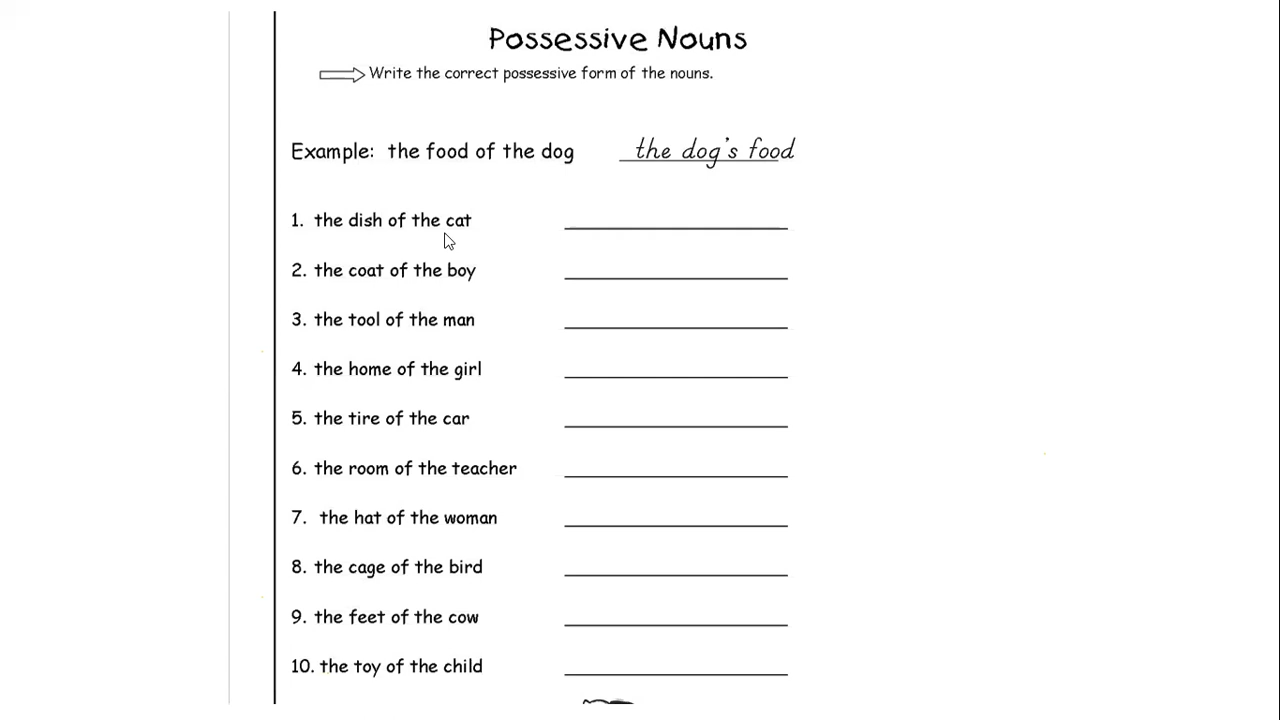 Possessive Nouns
Write the correct possessive form of the nouns.
Example: the food of the dog the dog's food
1. the dish of the cat
2. the coat of the boy
3. the tool of the man
4. the home of the girl
5. the tire of the car
6. the room of the teacher
7. the hat of the woman
8. the cage of the bird
9. the feet of the cow
10. the toy of the child